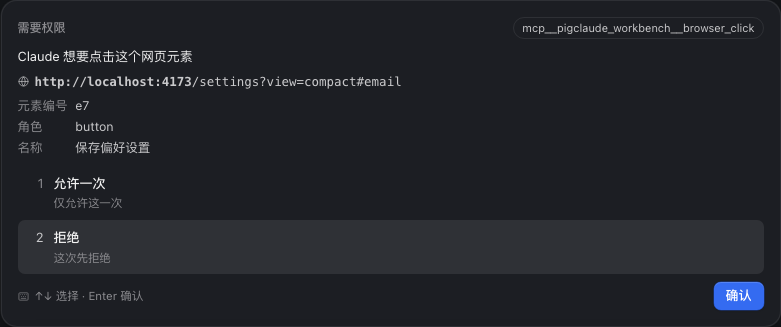 需要权限
mcp__pigclaude_workbench__browser_click
Claude 想要点击这个网页元素
http://localhost:4173/settings?view=compact#email
元素编号 e7
角色 button
名称 保存偏好设置
1 允许一次
仅允许这一次
2 拒绝
这次先拒绝
↑↓ 选择 · Enter 确认
确认